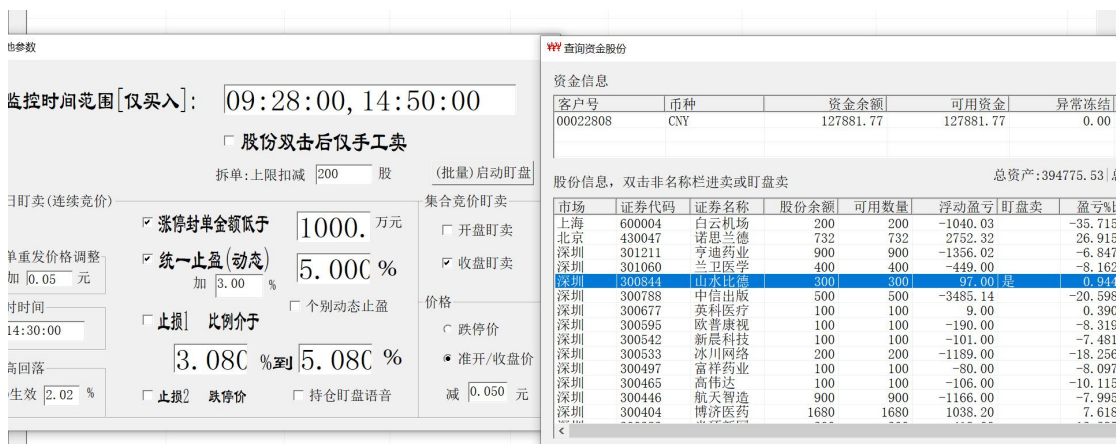 他参数
监控时间范围[仅买入]: 09:28:00,14:50:00
股份双击后仅手工卖
拆单:上限扣减 200 股
(批量)启动盯盘
日盯卖(连续竞价)
涨停封单金额低于 1000. 万元
统一止盈(动态) 5.000 %
加 3.00 %
个别动态止盈
单重发价格调整
加 0.05 元
时时间
14:30:00
止损1 比例介于
3.080 %到 5.080 %
高回落
生效 2.02 %
止损2 跌停价
持仓盯盘语音
集合竞价盯卖
开盘盯卖
收盘盯卖
价格
跌停价
准开/收盘价
减 0.050 元
查询资金股份
资金信息
客户号 币种 资金余额 可用资金 异常冻结
00022808 CNY 127881.77 127881.77 0.00
股份信息，双击非名称栏进卖或盯盘卖
总资产:394775.53
市场 证券代码 证券名称 股份余额 可用数量 浮动盈亏 盯盘卖 盈亏%
上海 600004 白云机场 200 200 -1040.03 -35.715
北京 430047 诺思兰德 732 732 2752.32 26.915
深圳 301211 亨迪药业 900 900 -1356.02 -6.847
深圳 301060 兰卫医学 400 400 -449.00 -8.162
深圳 300844 山水比德 300 300 97.00 是 0.944
深圳 300788 中信出版 500 500 -3485.14 -20.595
深圳 300677 英科医疗 100 100 9.00 0.390
深圳 300595 欧普康视 100 100 -190.00 -8.319
深圳 300542 新晨科技 100 100 -101.00 -7.481
深圳 300533 冰川网络 200 200 -1189.00 -18.256
深圳 300497 富祥药业 100 100 -80.00 -8.097
深圳 300465 高伟达 100 100 -106.00 -10.115
深圳 300446 航天智造 900 900 -1166.00 -7.995
深圳 300404 博济医药 1680 1680 1038.20 7.618